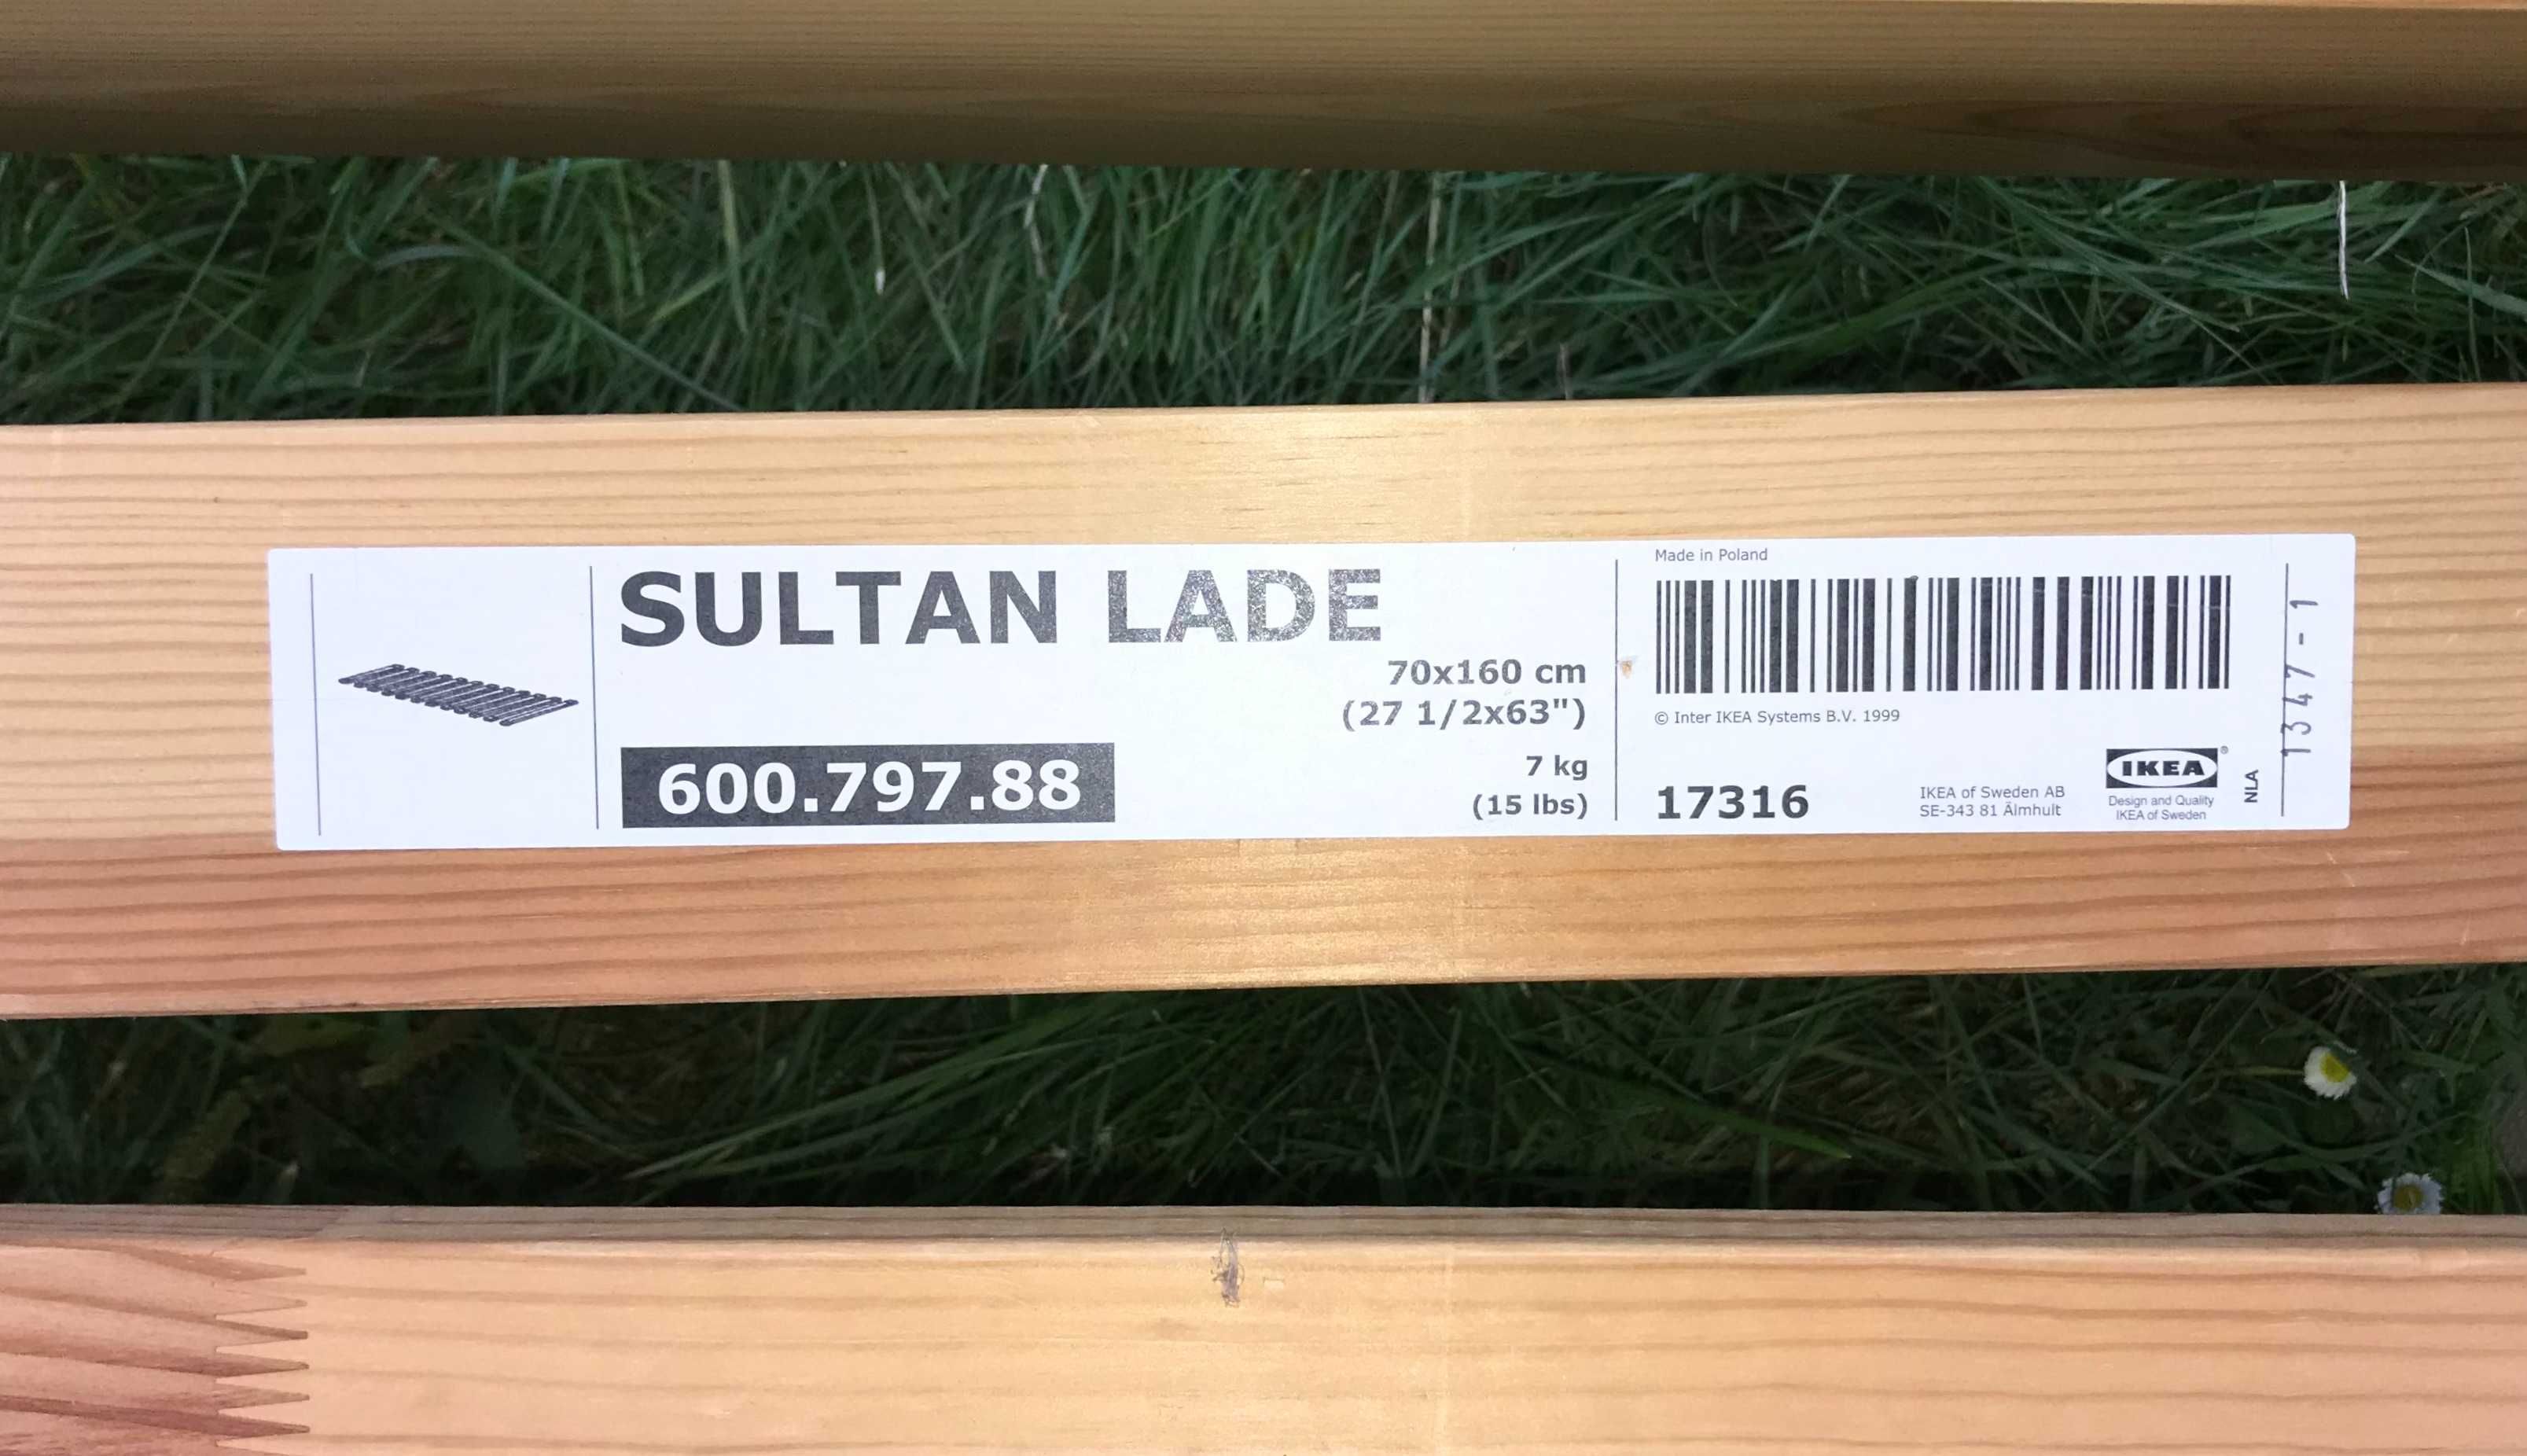 SULTAN LADE
70x160 cm
(27 1/2x63")
600.797.88
7 kg
(15 lbs)
Made in Poland
© Inter IKEA Systems B.V. 1999
17316
IKEA of Sweden AB
SE-343 81 Älmhult
IKEA®
Design and Quality
IKEA of Sweden
NLA
1347-1